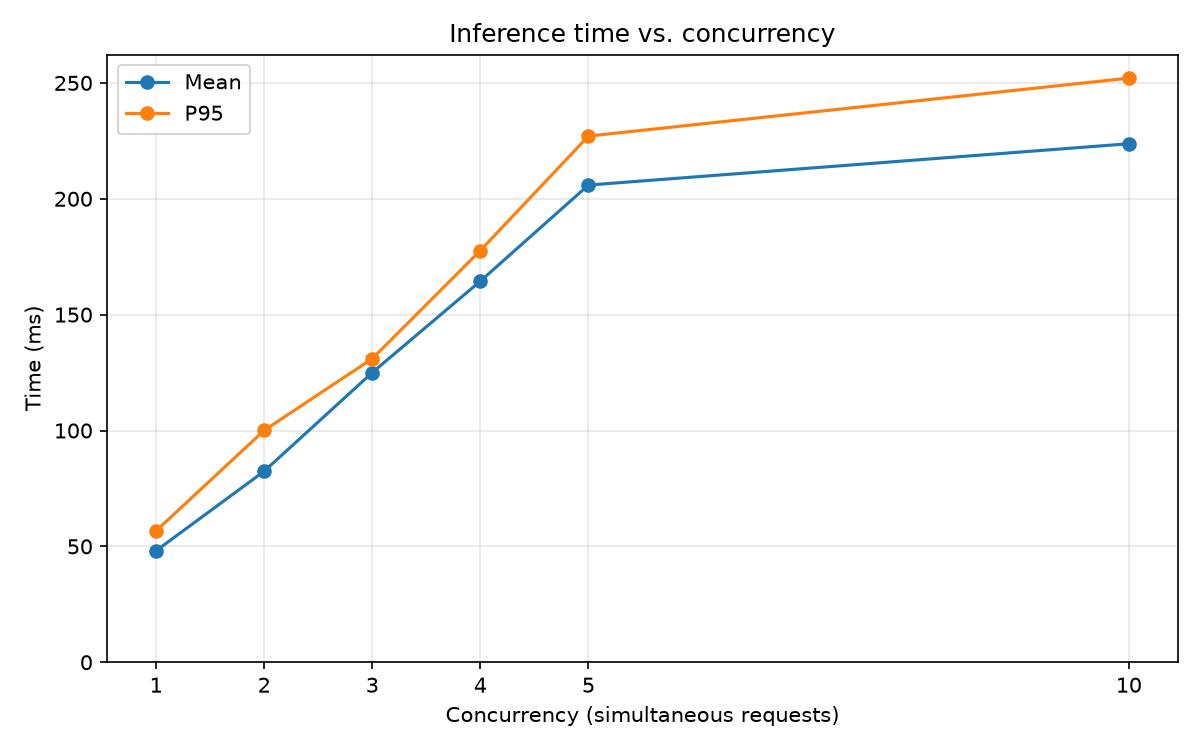 Inference time vs. concurrency
Mean
P95
250
200
150
100
50
0
Time (ms)
1 2 3 4 5 10
Concurrency (simultaneous requests)